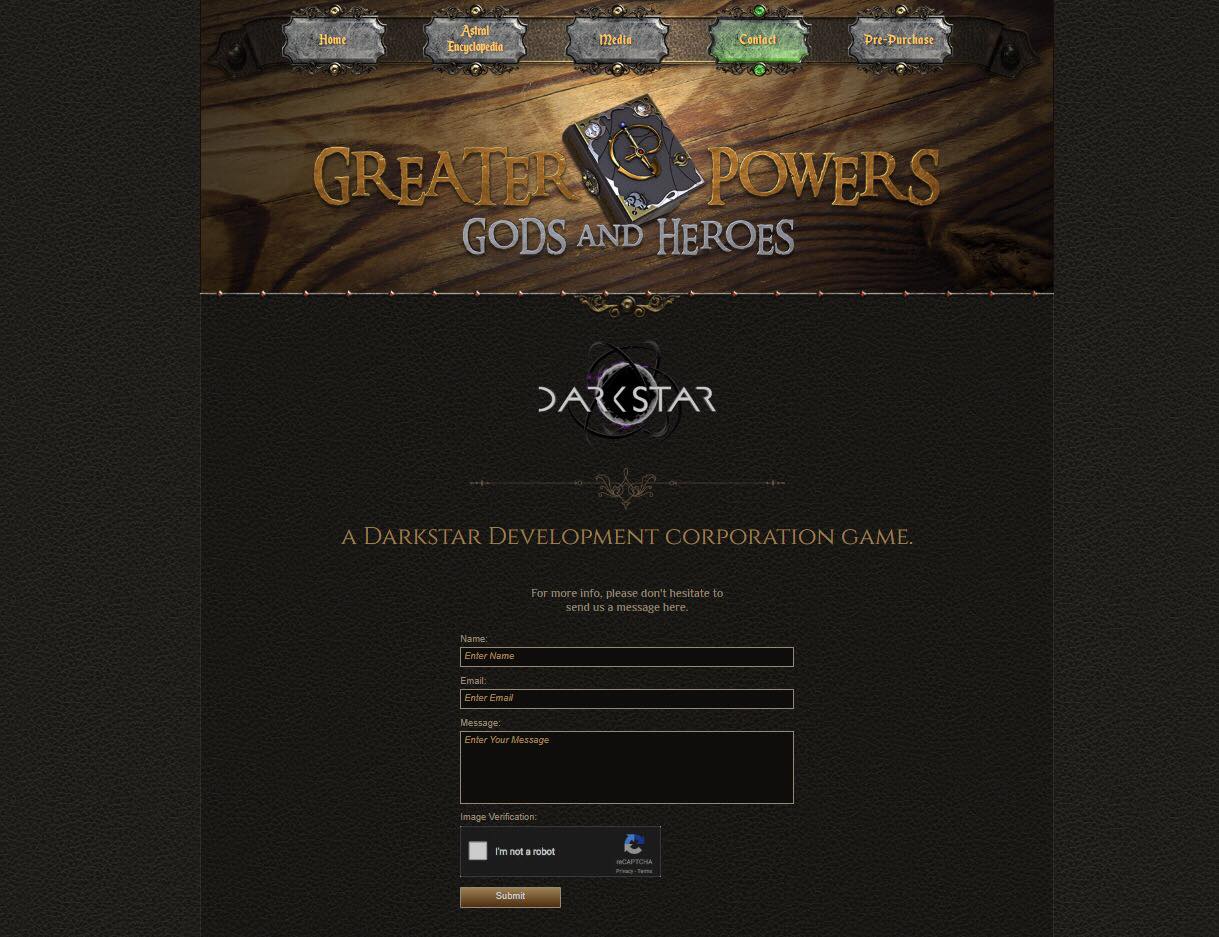 Home
Astral
Encyclopedia
Media
Contact
Pre-Purchase
GREATER POWERS
GODS AND HEROES
DARKSTAR
A DARKSTAR DEVELOPMENT CORPORATION GAME.
For more info, please don't hesitate to
send us a message here.
Name:
Enter Name
Email:
Enter Email
Message:
Enter Your Message
Image Verification:
I'm not a robot
reCAPTCHA
Privacy - Terms
Submit